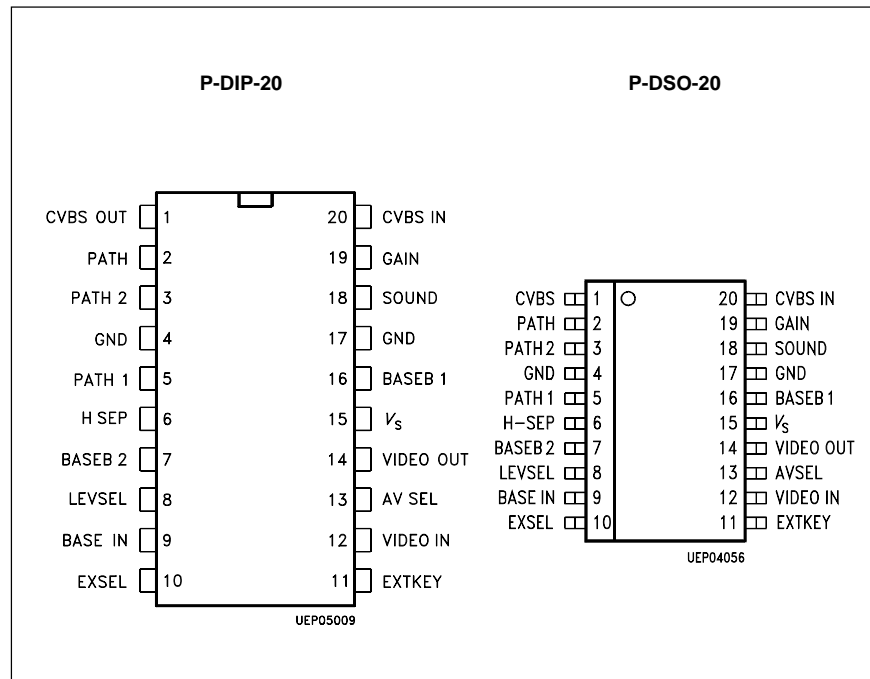 P-DIP-20
P-DSO-20
CVBS OUT 1 20 CVBS IN
PATH 2 19 GAIN
PATH 2 3 18 SOUND
GND 4 17 GND
PATH 1 5 16 BASEB 1
H SEP 6 15 VS
BASEB 2 7 14 VIDEO OUT
LEVSEL 8 13 AV SEL
BASE IN 9 12 VIDEO IN
EXSEL 10 11 EXTKEY
UEP05009
CVBS 1 20 CVBS IN
PATH 2 19 GAIN
PATH 2 3 18 SOUND
GND 4 17 GND
PATH 1 5 16 BASEB 1
H-SEP 6 15 VS
BASEB 2 7 14 VIDEO OUT
LEVSEL 8 13 AVSEL
BASE IN 9 12 VIDEO IN
EXSEL 10 11 EXTKEY
UEP04056